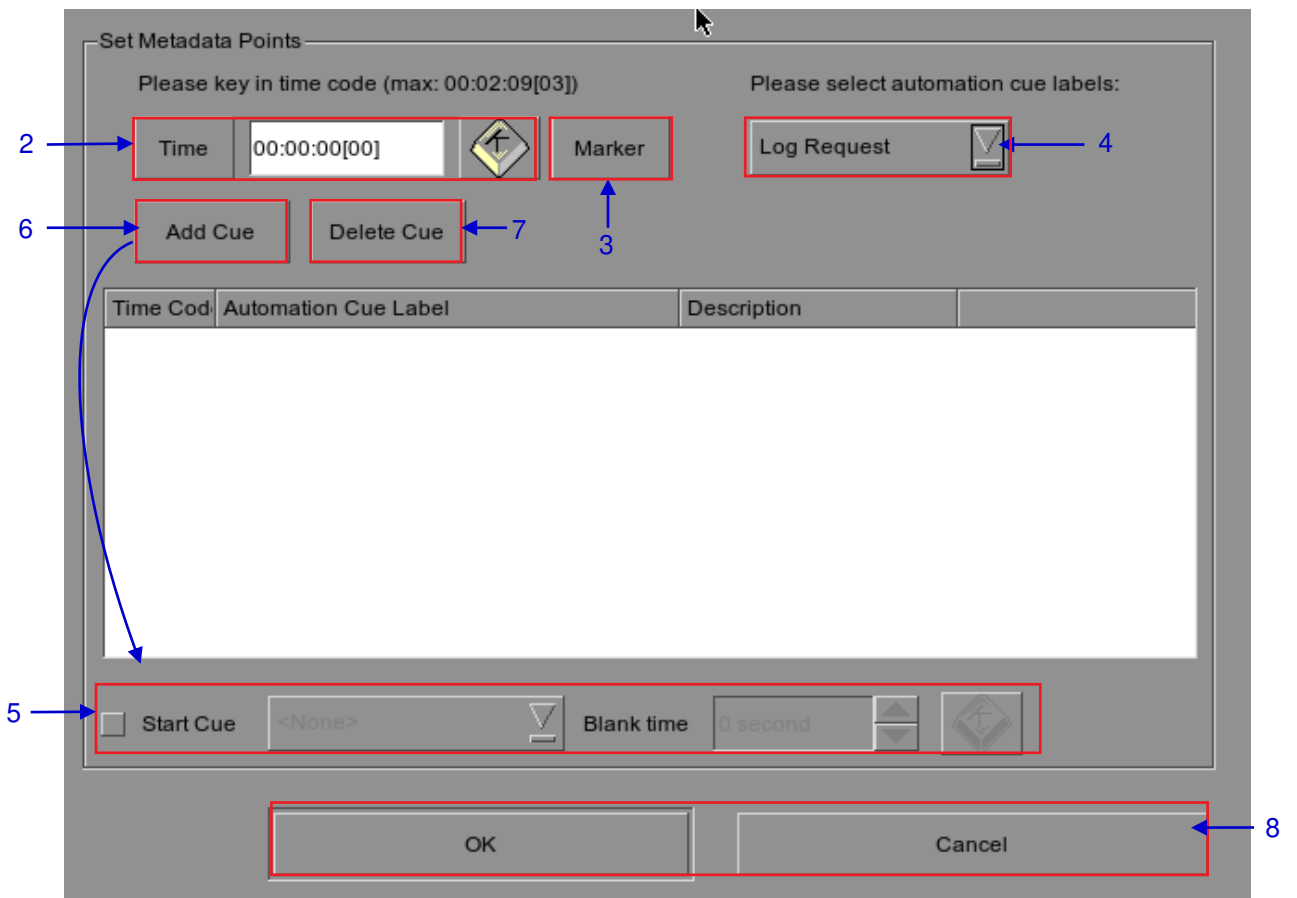 Set Metadata Points
Please key in time code (max: 00:02:09[03])
Please select automation cue labels:
2
Time
00:00:00[00]
Marker
Log Request
4
6
Add Cue
Delete Cue
7
3
Time Cod
Automation Cue Label
Description
5
Start Cue
<None>
Blank time
0 second
OK
Cancel
8